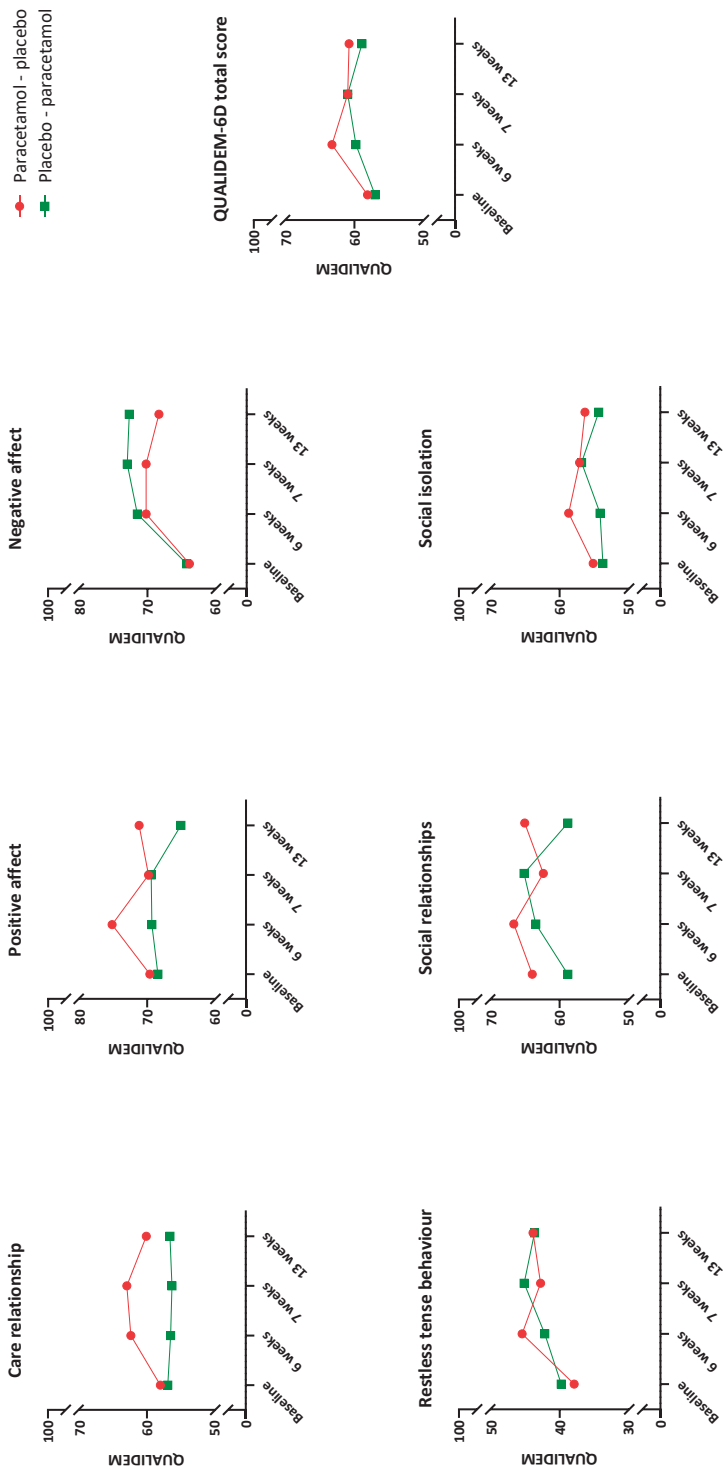 Care relationship
100
70
60
50
0
QUALIDEM
Baseline
6 weeks
7 weeks
13 weeks
Positive affect
100
80
70
60
0
QUALIDEM
Baseline
6 weeks
7 weeks
13 weeks
Negative affect
100
80
70
60
0
QUALIDEM
Baseline
6 weeks
7 weeks
13 weeks
Paracetamol - placebo
Placebo - paracetamol
Restless tense behaviour
100
50
40
30
0
QUALIDEM
Baseline
6 weeks
7 weeks
13 weeks
Social relationships
100
70
60
50
0
QUALIDEM
Baseline
6 weeks
7 weeks
13 weeks
Social isolation
100
70
60
50
0
QUALIDEM
Baseline
6 weeks
7 weeks
13 weeks
QUALIDEM-6D total score
100
70
60
50
0
QUALIDEM
Baseline
6 weeks
7 weeks
13 weeks